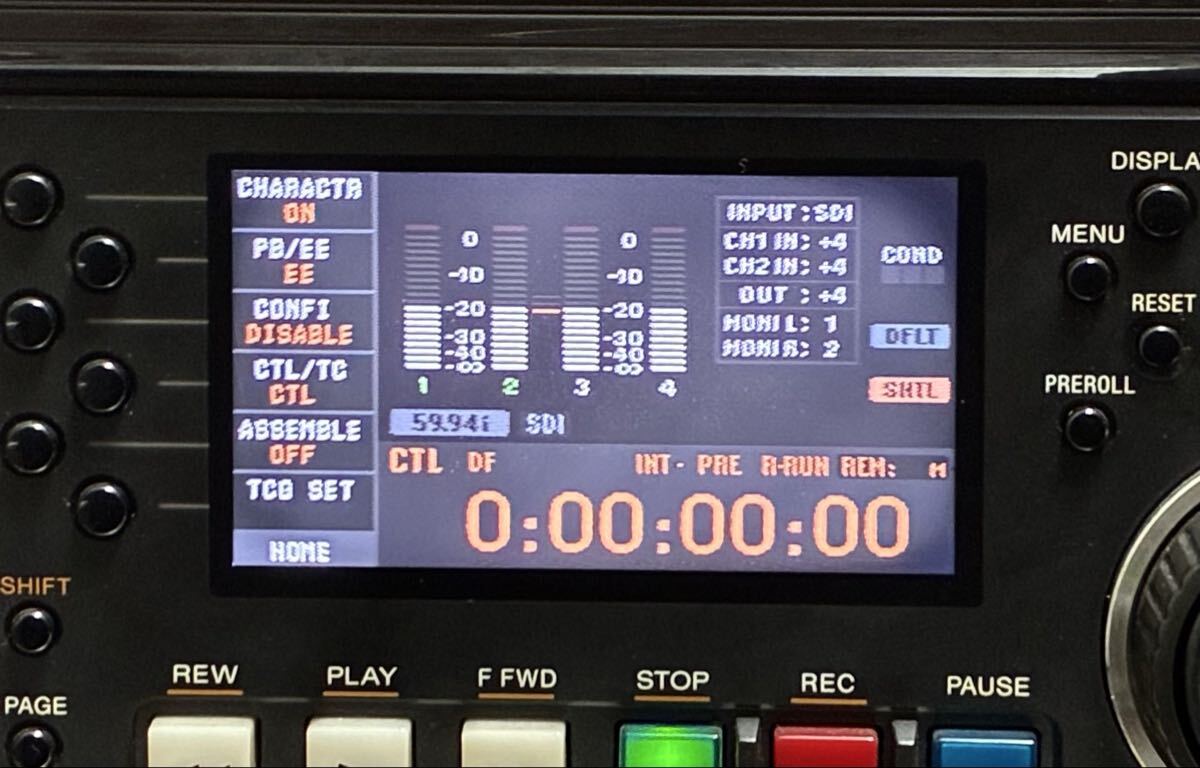 DISPLA
MENU
RESET
PREROLL
CHARACTR
ON
PB/EE
EE
CONFI
DISABLE
CTL/TC
CTL
ASSEMBLE
OFF
TCG SET
HOME
0 0
-10 -10
-20 -20
-30 -30
-40 -40
-∞ -∞
1 2 3 4
INPUT:SDI
CH1 IN: +4
CH2 IN: +4
OUT : +4
MONI L: 1
MONI R: 2
COND
DFLT
SHTL
59.94i SDI
CTL DF INT- PRE R-RUN REM: M
0:00:00:00
SHIFT
PAGE
REW PLAY F FWD STOP REC PAUSE